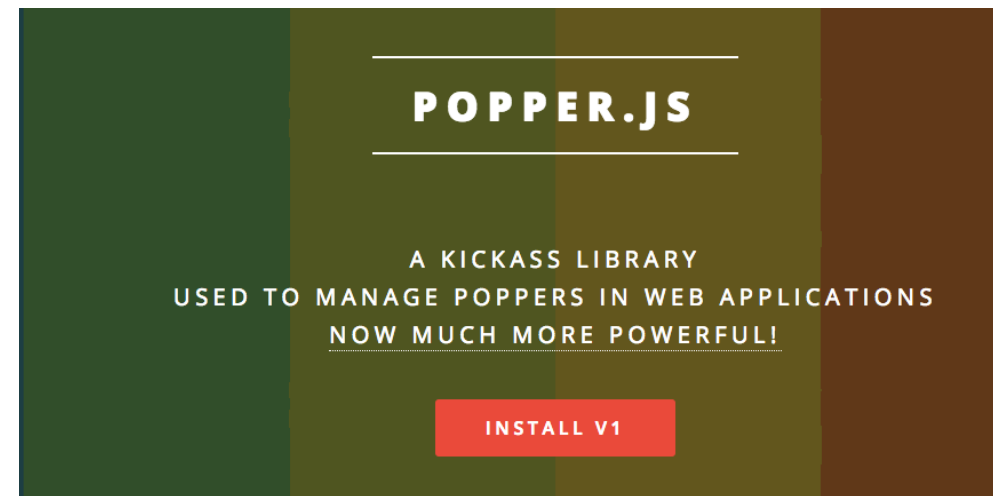 POPPER.JS
A KICKASS LIBRARY
USED TO MANAGE POPPERS IN WEB APPLICATIONS
NOW MUCH MORE POWERFUL!
INSTALL V1